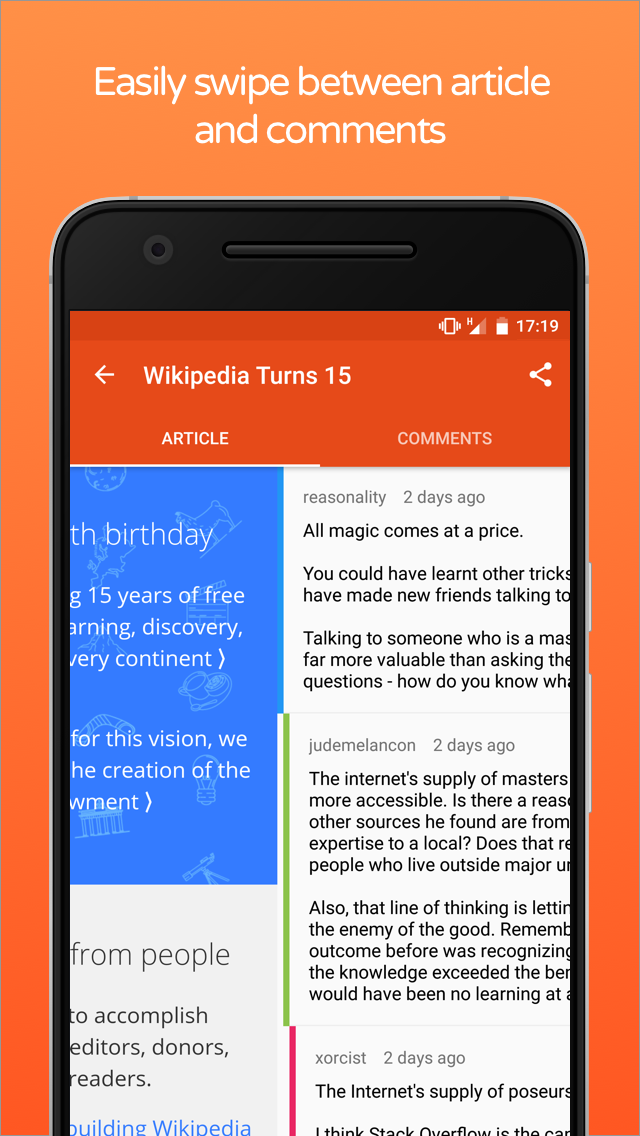 Easily swipe between article
and comments
H
17:19
Wikipedia Turns 15
ARTICLE
COMMENTS
th birthday
g 15 years of free
arning, discovery,
very continent ⟩
for this vision, we
he creation of the
wment ⟩
from people
to accomplish
editors, donors,
readers.
building Wikipedia
reasonality 2 days ago
All magic comes at a price.
You could have learnt other tricks
have made new friends talking to
Talking to someone who is a mas
far more valuable than asking the
questions - how do you know wha
judemelancon 2 days ago
The internet's supply of masters
more accessible. Is there a reaso
other sources he found are from
expertise to a local? Does that re
people who live outside major ur
Also, that line of thinking is lettin
the enemy of the good. Rememb
outcome before was recognizing
the knowledge exceeded the ber
would have been no learning at a
xorcist 2 days ago
The Internet's supply of poseurs
I think Stack Overflow is the can